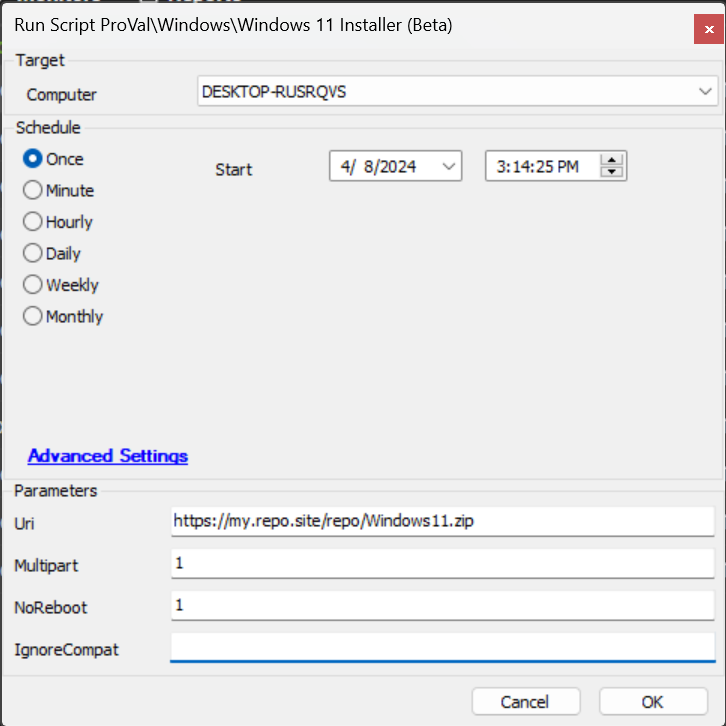 Run Script ProVal\Windows\Windows 11 Installer (Beta)
Target
Computer DESKTOP-RUSRQVS
Schedule
Once
Start 4/ 8/2024 3:14:25 PM
Minute
Hourly
Daily
Weekly
Monthly
Advanced Settings
Parameters
Uri https://my.repo.site/repo/Windows11.zip
Multipart 1
NoReboot 1
IgnoreCompat
Cancel OK